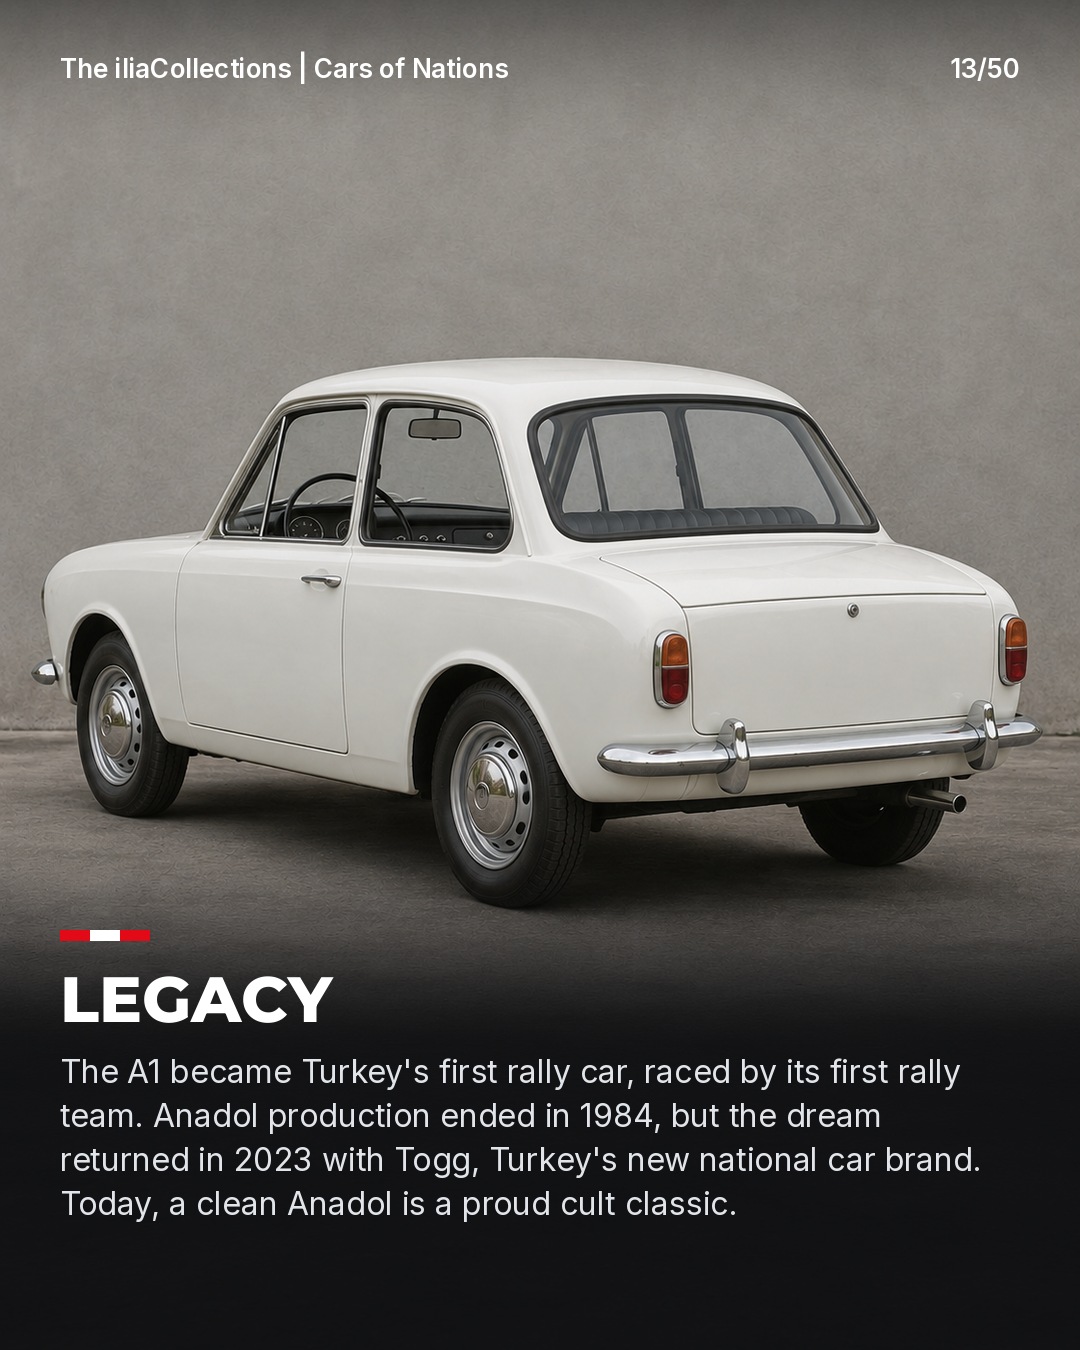 The iliaCollections | Cars of Nations
13/50
LEGACY
The A1 became Turkey's first rally car, raced by its first rally
team. Anadol production ended in 1984, but the dream
returned in 2023 with Togg, Turkey's new national car brand.
Today, a clean Anadol is a proud cult classic.